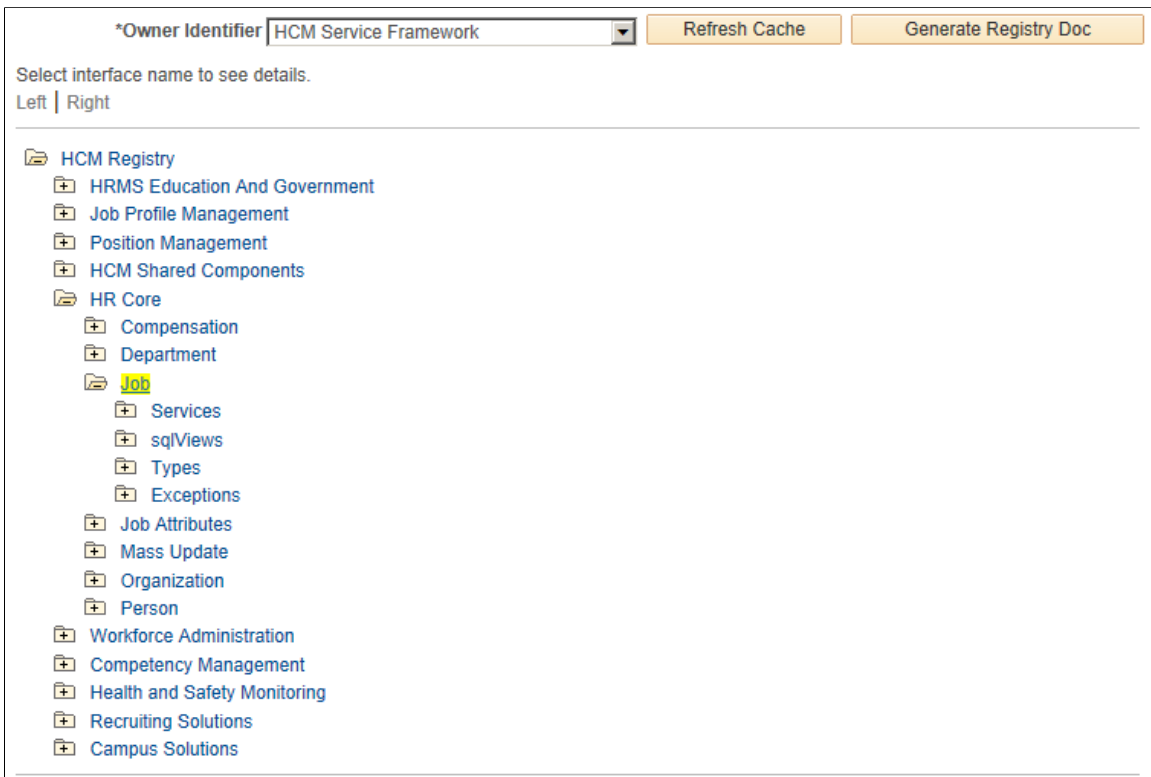 *Owner Identifier HCM Service Framework Refresh Cache Generate Registry Doc
Select interface name to see details.
Left | Right
HCM Registry
HRMS Education And Government
Job Profile Management
Position Management
HCM Shared Components
HR Core
Compensation
Department
Job
Services
sqlViews
Types
Exceptions
Job Attributes
Mass Update
Organization
Person
Workforce Administration
Competency Management
Health and Safety Monitoring
Recruiting Solutions
Campus Solutions